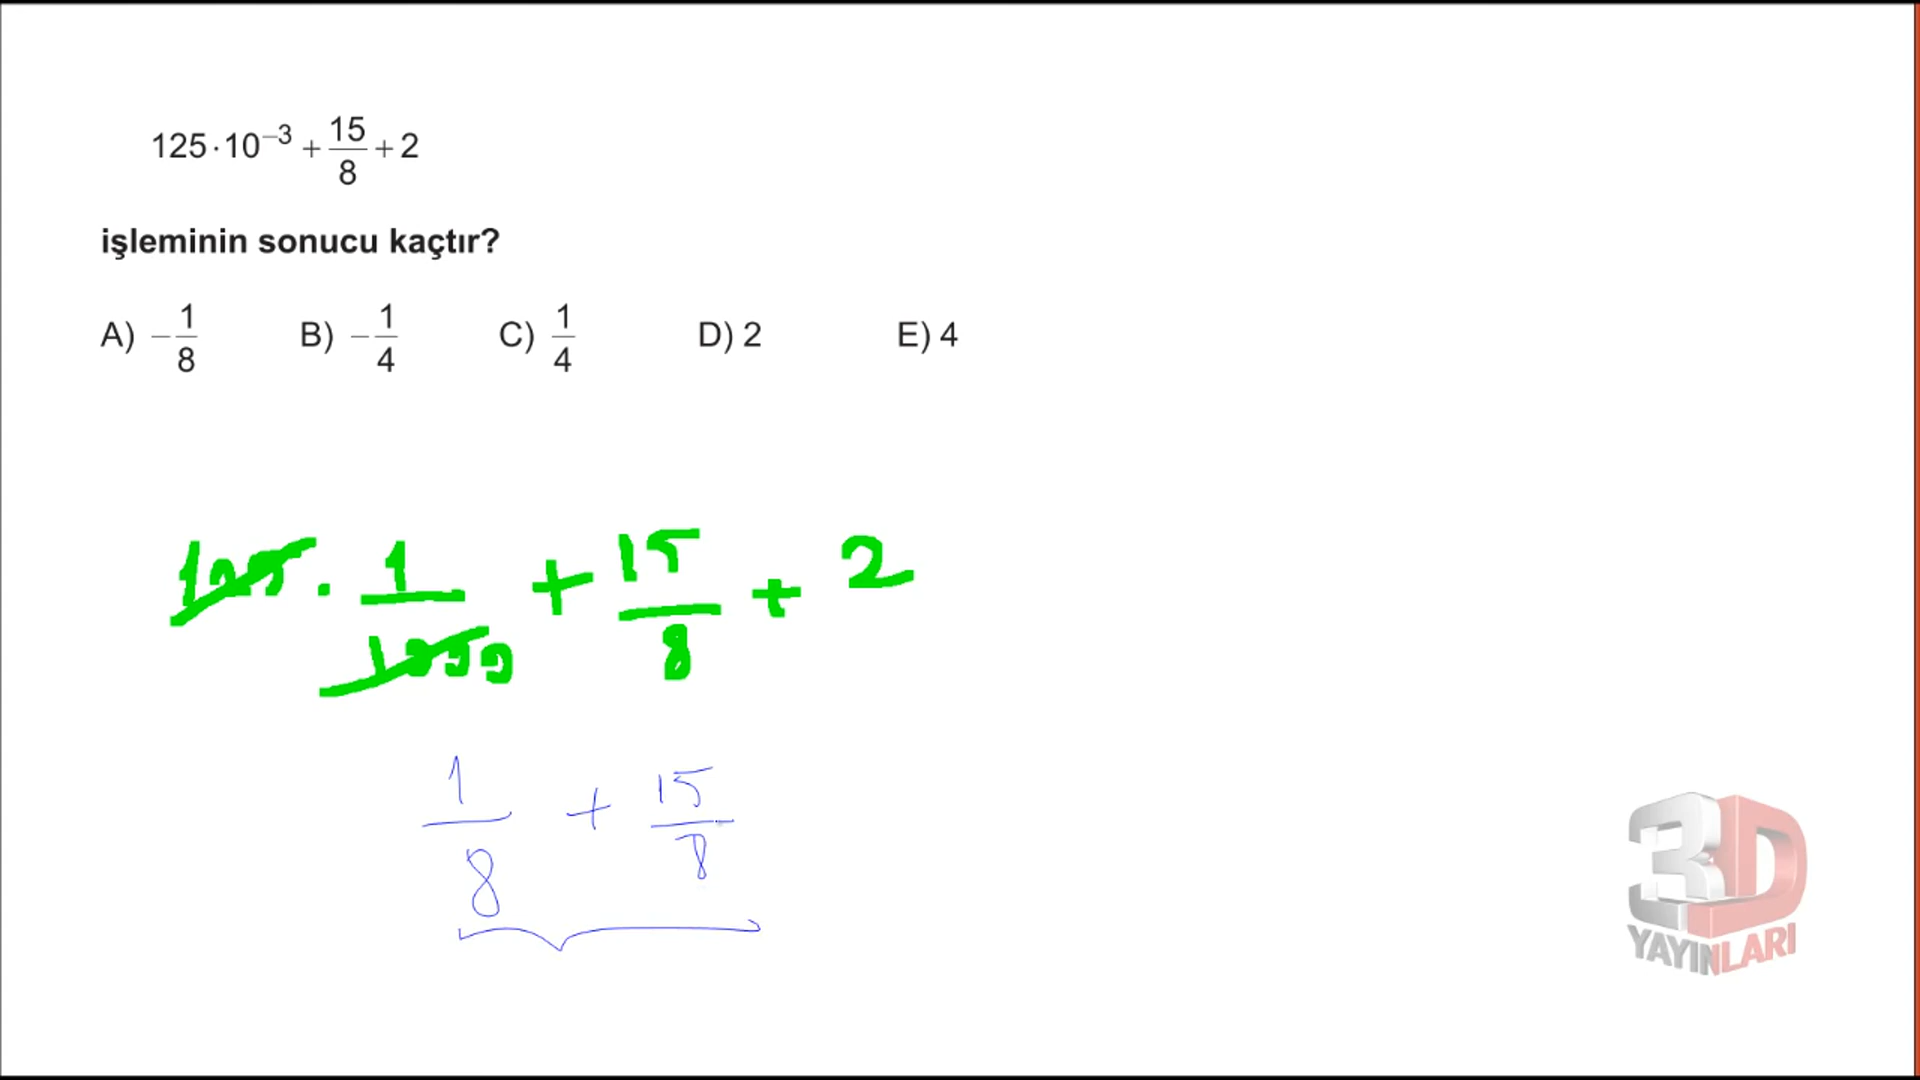 125·10⁻³ + 15/8 + 2
işleminin sonucu kaçtır?
A) -1/8 B) -1/4 C) 1/4 D) 2 E) 4
125 · 1/1000 + 15/8 + 2
1/8 + 15/8
3D
YAYINLARI